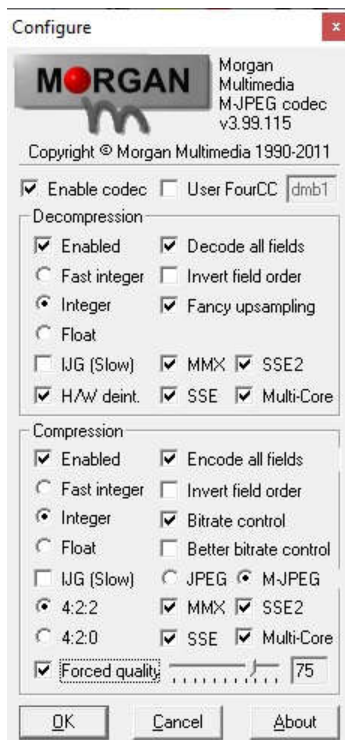 Configure
x
MORGAN
m
Morgan
Multimedia
M-JPEG codec
v3.99.115
Copyright © Morgan Multimedia 1990-2011
Enable codec User FourCC dmb1
Decompression
Enabled Decode all fields
Fast integer Invert field order
Integer Fancy upsampling
Float
IJG (Slow) MMX SSE2
H/W deint. SSE Multi-Core
Compression
Enabled Encode all fields
Fast integer Invert field order
Integer Bitrate control
Float Better bitrate control
IJG (Slow) JPEG M-JPEG
4:2:2 MMX SSE2
4:2:0 SSE Multi-Core
Forced quality 75
OK Cancel About